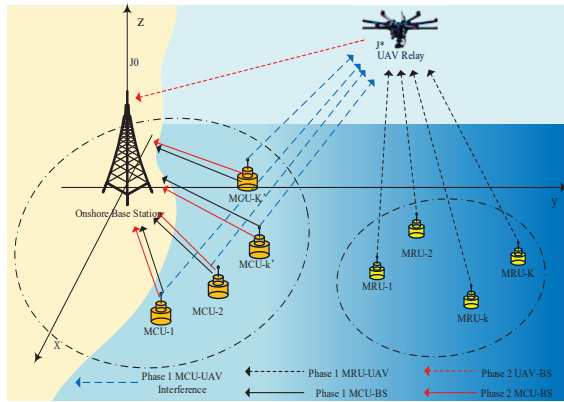 Z
J0
J*
UAV Relay
Onshore Base Station
y
MCU-K'
MCU-k'
MCU-2
MCU-1
MRU-2
MRU-1
MRU-K
MRU-k
X
Phase 1 MCU-UAV
Interference
Phase 1 MRU-UAV
Phase 2 UAV-BS
Phase 1 MCU-BS
Phase 2 MCU-BS